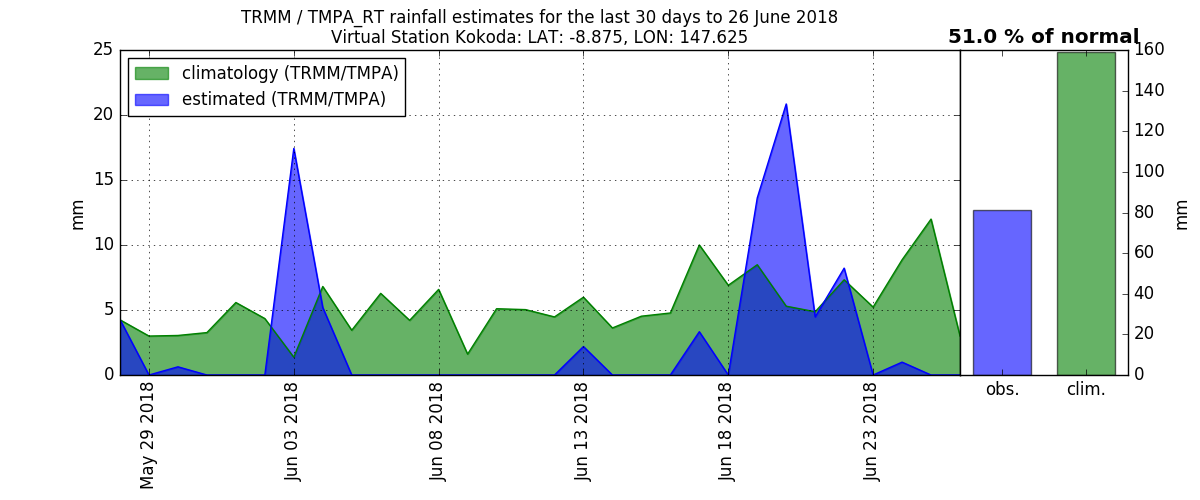 TRMM / TMPA_RT rainfall estimates for the last 30 days to 26 June 2018
Virtual Station Kokoda: LAT: -8.875, LON: 147.625
51.0 % of normal
climatology (TRMM/TMPA)
estimated (TRMM/TMPA)
25
20
15
10
5
0
mm
May 29 2018
Jun 03 2018
Jun 08 2018
Jun 13 2018
Jun 18 2018
Jun 23 2018
160
140
120
100
80
60
40
20
0
mm
obs.
clim.